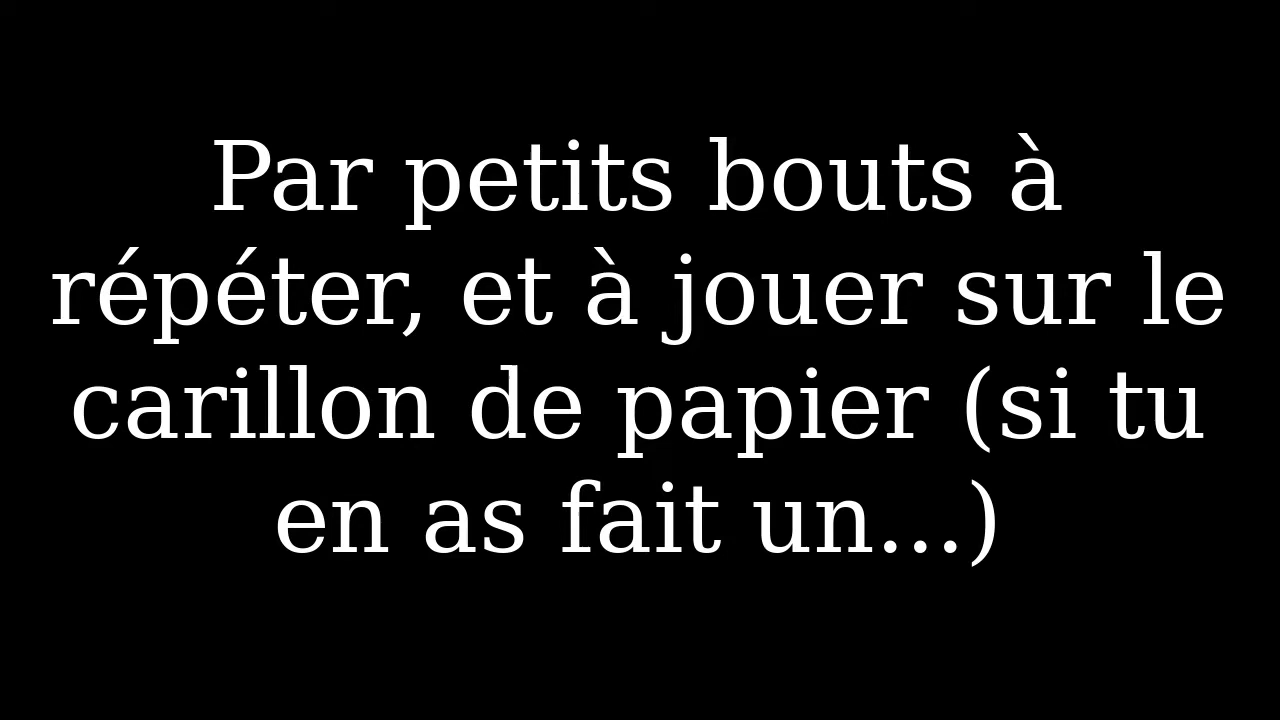 Par petits bouts à
répéter, et à jouer sur le
carillon de papier (si tu
en as fait un...)